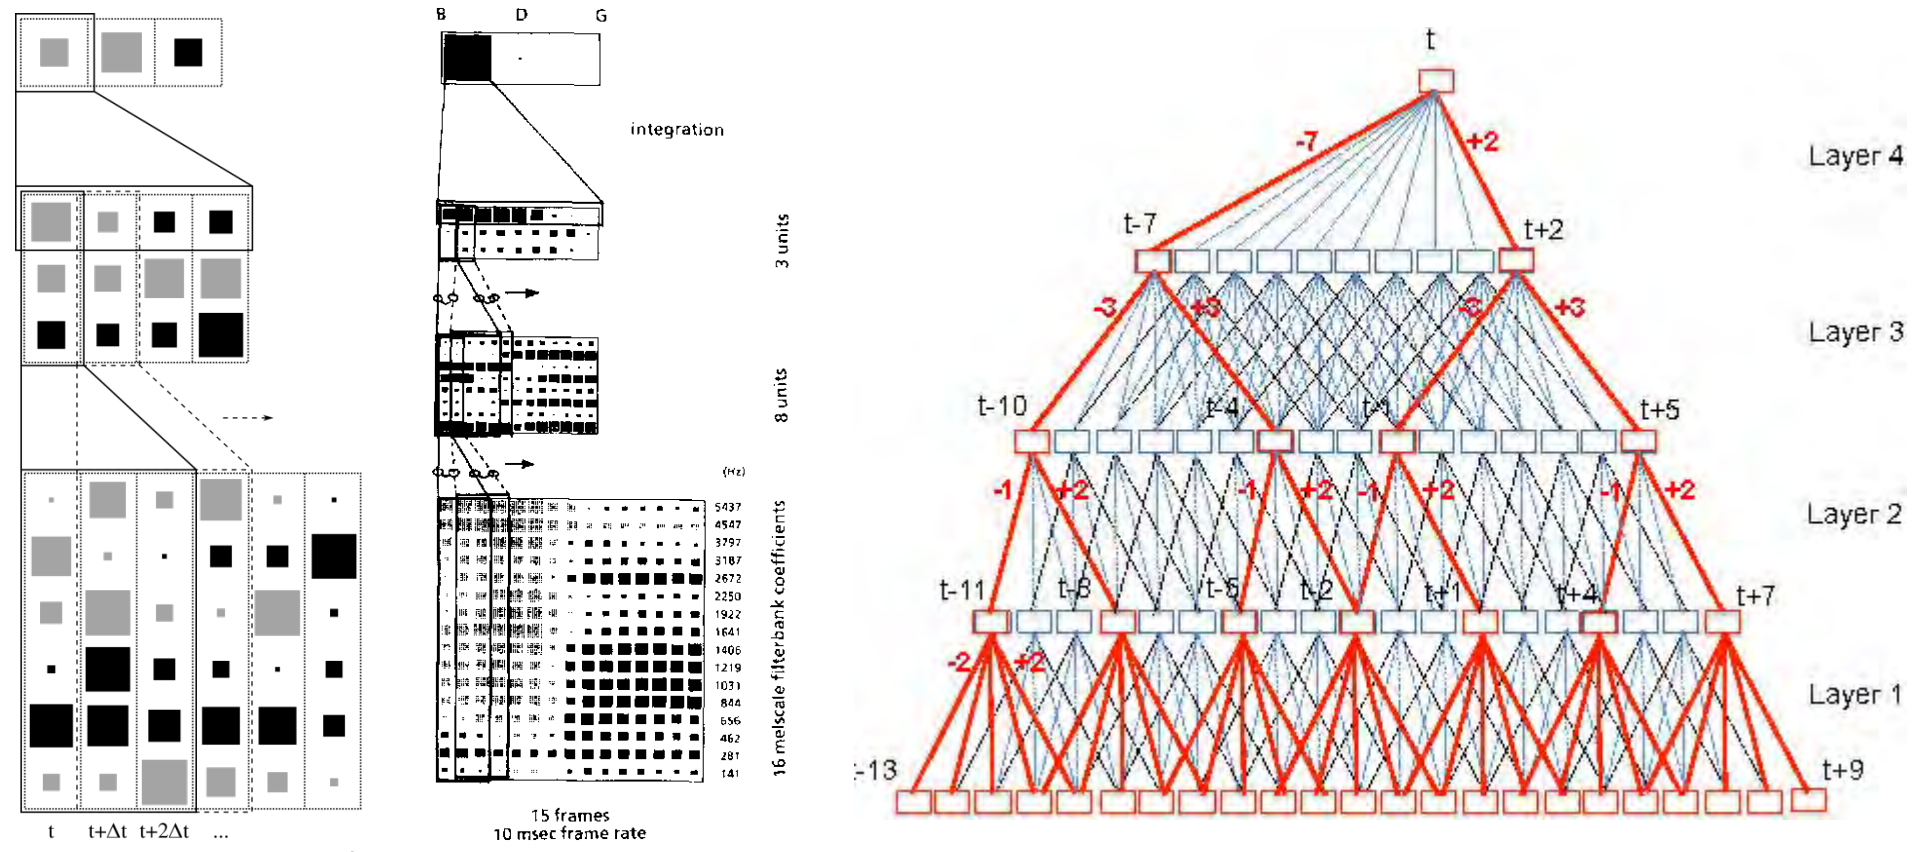 t t+Δt t+2Δt ...
B D G
integration
3 units
8 units
(Hz)
5437
4547
3797
3187
2672
2250
1922
1641
1406
1219
1031
844
656
462
281
141
16 melscale filterbank coefficients
15 frames
10 msec frame rate
t
-7 +2
Layer 4
t-7 t+2
-3 +3 -3 +3
Layer 3
t-10 t-4 t-1 t+5
-1 +2 -1 +2 -1 +2 -1 +2
Layer 2
t-11 t-8 t-5 t-2 t+1 t+4 t+7
-2 +2
Layer 1
t-13 t+9